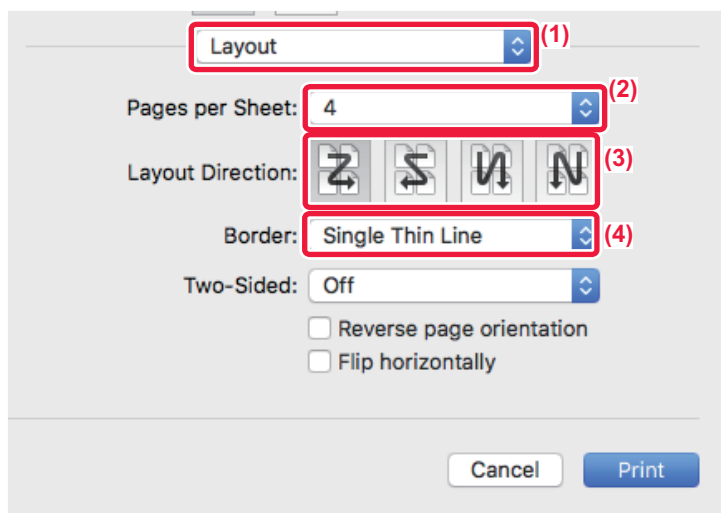 Layout (1)
Pages per Sheet: 4 (2)
Layout Direction: (3)
Border: Single Thin Line (4)
Two-Sided: Off
Reverse page orientation
Flip horizontally
Cancel Print